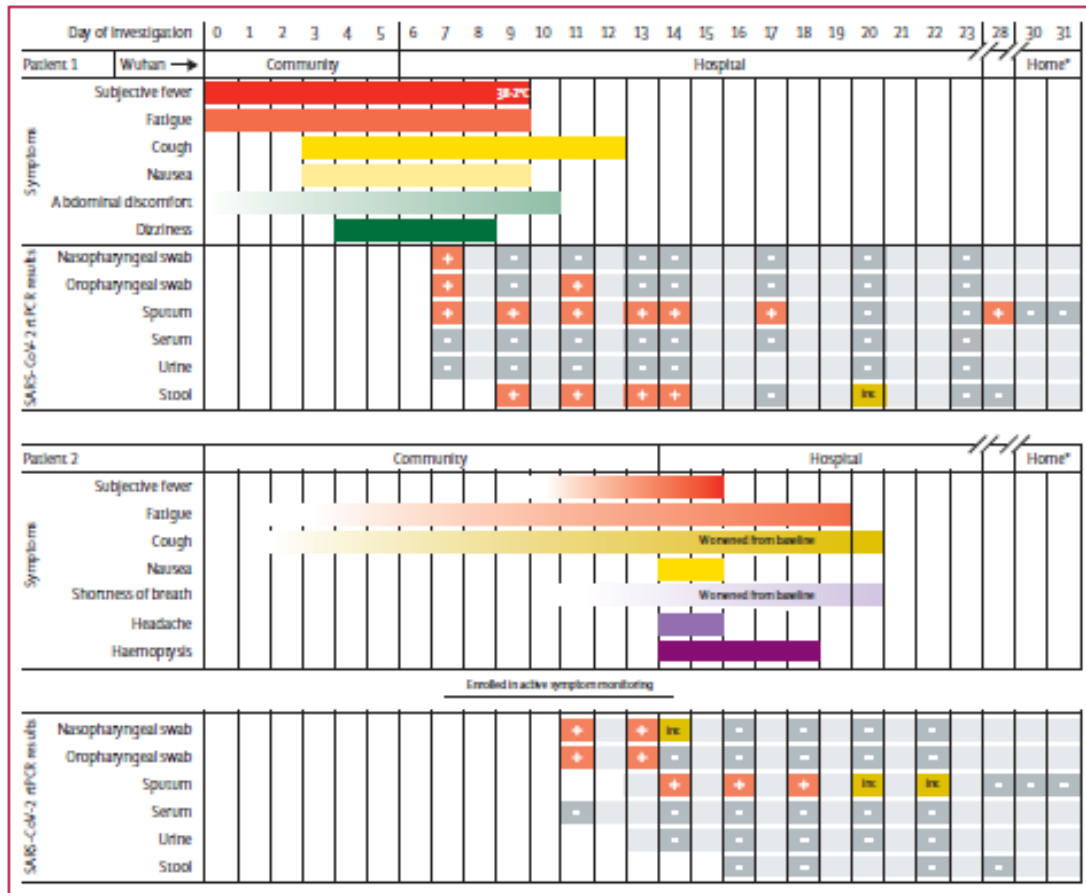 Day of Investigation 0 1 2 3 4 5 6 7 8 9 10 11 12 13 14 15 16 17 18 19 20 21 22 23 28 30 31
Patient 1 Wuhan → Community Hospital Home*
Symptoms
Subjective fever 38·2°C
Fatigue
Cough
Nausea
Abdominal discomfort
Dizziness
SARS-CoV-2 rtPCR results
Nasopharyngeal swab + - - - - - - -
Oropharyngeal swab + - + - - - - -
Sputum + + + + + + - - + - -
Serum - - - - - - - -
Urine - - - - - - -
Stool + + + + - inc - -
Patient 2 Community Hospital Home*
Symptoms
Subjective fever
Fatigue
Cough Worsened from baseline
Nausea
Shortness of breath Worsened from baseline
Headache
Haemoptysis
Enrolled in active symptom monitoring
SARS-CoV-2 rtPCR results
Nasopharyngeal swab + + inc - - - -
Oropharyngeal swab + + - - - - -
Sputum + + + inc inc - - -
Serum - - - - - -
Urine - - - - -
Stool - - - -